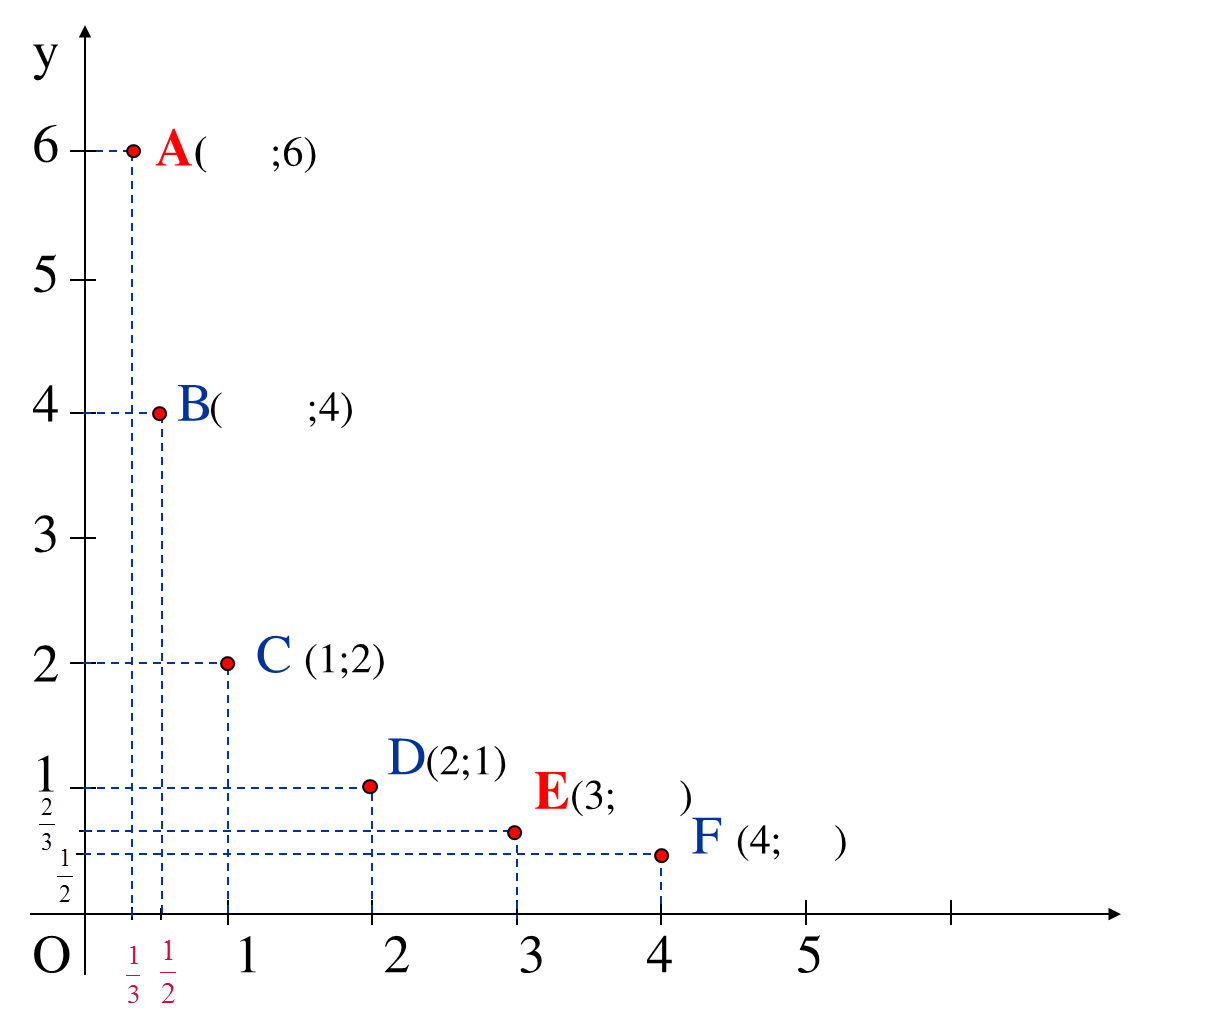 y
6
A( ;6)
5
4
B( ;4)
3
2
C (1;2)
1
D(2;1)
E(3; )
2/3
F (4; )
1/2
O 1/3 1/2 1 2 3 4 5